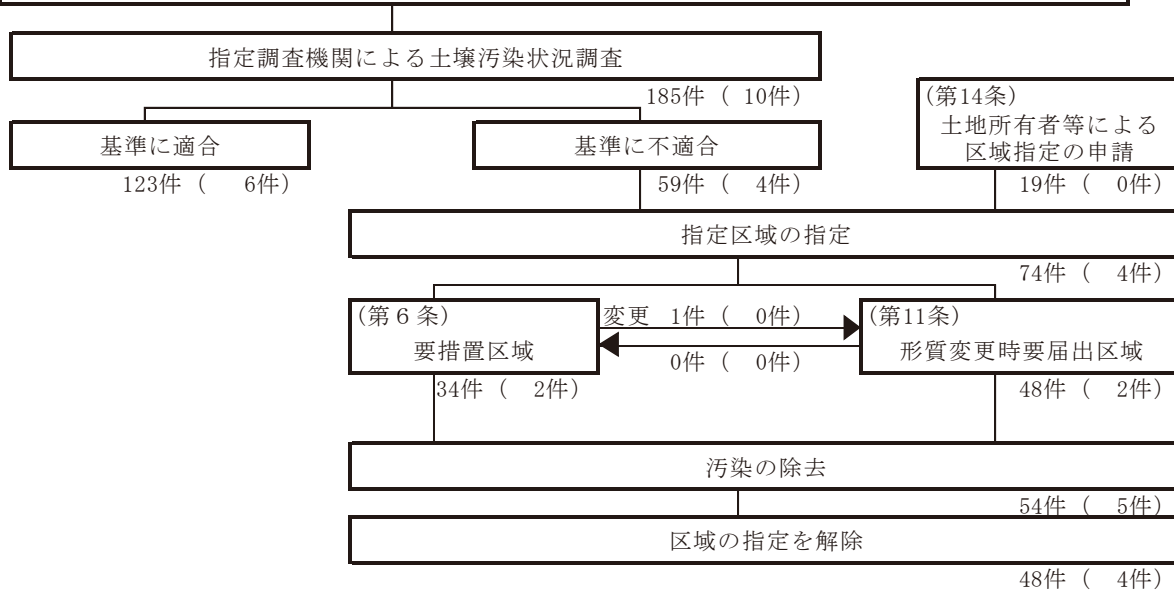 指定調査機関による土壌汚染状況調査
185件 ( 10件)
(第14条)
土地所有者等による
区域指定の申請
基準に適合
基準に不適合
123件 ( 6件)
59件 ( 4件)
19件 ( 0件)
指定区域の指定
74件 ( 4件)
(第６条)
要措置区域
変更 1件 ( 0件)
0件 ( 0件)
(第11条)
形質変更時要届出区域
34件 ( 2件)
48件 ( 2件)
汚染の除去
54件 ( 5件)
区域の指定を解除
48件 ( 4件)